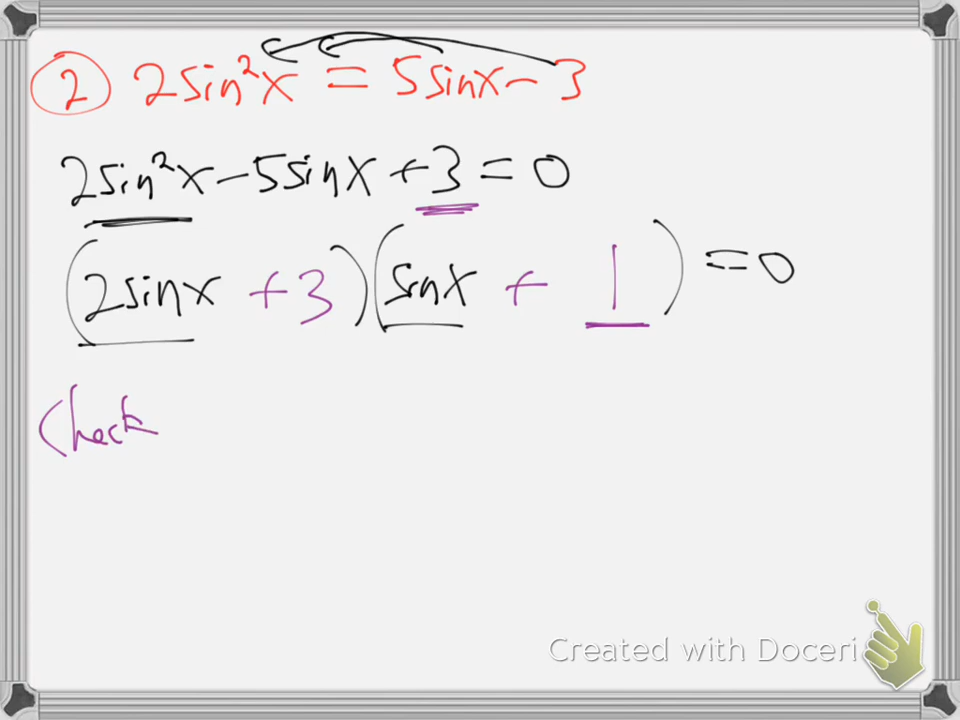 ② 2sin²x = 5sinx - 3
2sin²x - 5sinx + 3 = 0
(2sinx + 3)(sinx + 1) = 0
Check
Created with Doceri